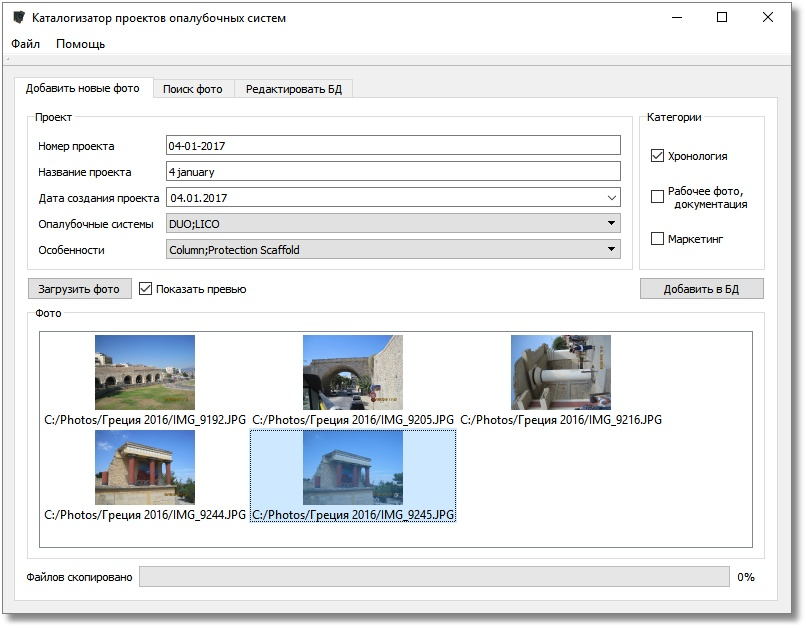 Каталогизатор проектов опалубочных систем
Файл Помощь
Добавить новые фото Поиск фото Редактировать БД
Проект
Номер проекта 04-01-2017
Название проекта 4 january
Дата создания проекта 04.01.2017
Опалубочные системы DUO;LICO
Особенности Column;Protection Scaffold
Категории
Хронология
Рабочее фото,
документация
Маркетинг
Загрузить фото Показать превью Добавить в БД
Фото
C:/Photos/Греция 2016/IMG_9192.JPG C:/Photos/Греция 2016/IMG_9205.JPG C:/Photos/Греция 2016/IMG_9216.JPG
C:/Photos/Греция 2016/IMG_9244.JPG C:/Photos/Греция 2016/IMG_9245.JPG
Файлов скопировано 0%